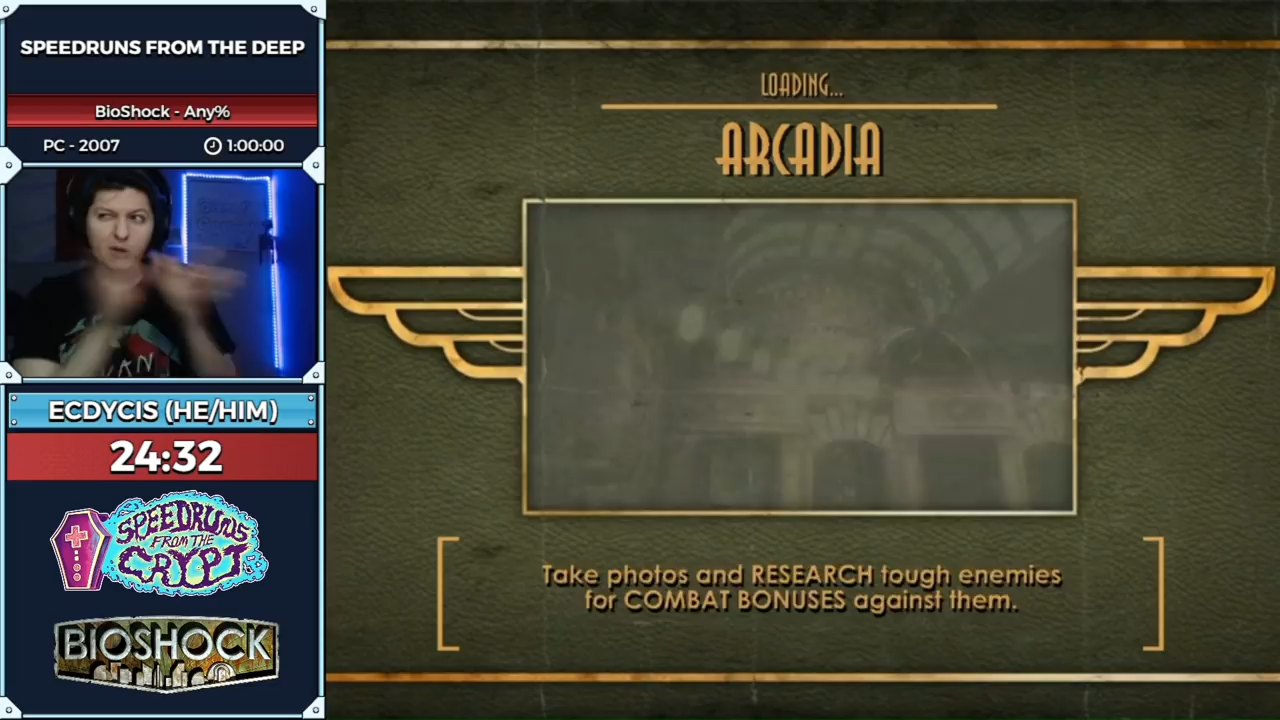 SPEEDRUNS FROM THE DEEP
BioShock - Any%
PC - 2007
1:00:00
ECDYCIS (HE/HIM)
24:32
SPEEDRUNS
FROM THE
CRYPT
BIOSHOCK
LOADING...
ARCADIA
Take photos and RESEARCH tough enemies
for COMBAT BONUSES against them.